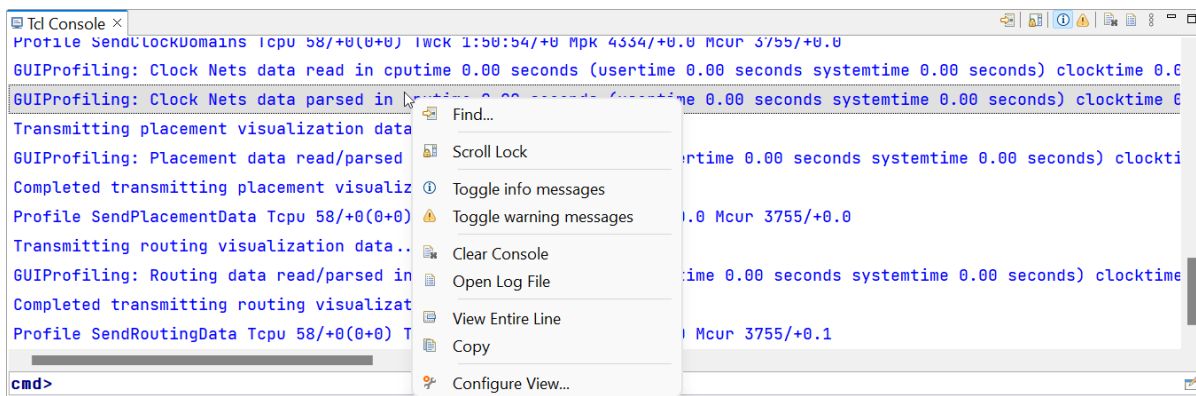 Tcl Console
Profile SendClockDomains Tcpu 58/+0(0+0) Twck 1:50:54/+0 Mpk 4334/+0.0 Mcur 3755/+0.0
GUIProfiling: Clock Nets data read in cputime 0.00 seconds (usertime 0.00 seconds systemtime 0.00 seconds) clocktime 0.0
GUIProfiling: Clock Nets data parsed in cputime 0.00 seconds (usertime 0.00 seconds systemtime 0.00 seconds) clocktime 0
Transmitting placement visualization data
GUIProfiling: Placement data read/parsed ertime 0.00 seconds systemtime 0.00 seconds) clockti
Completed transmitting placement visualiz
Profile SendPlacementData Tcpu 58/+0(0+0) .0 Mcur 3755/+0.0
Transmitting routing visualization data..
GUIProfiling: Routing data read/parsed in time 0.00 seconds systemtime 0.00 seconds) clocktime
Completed transmitting routing visualizat
Profile SendRoutingData Tcpu 58/+0(0+0) T Mcur 3755/+0.1
cmd>
Find...
Scroll Lock
Toggle info messages
Toggle warning messages
Clear Console
Open Log File
View Entire Line
Copy
Configure View...